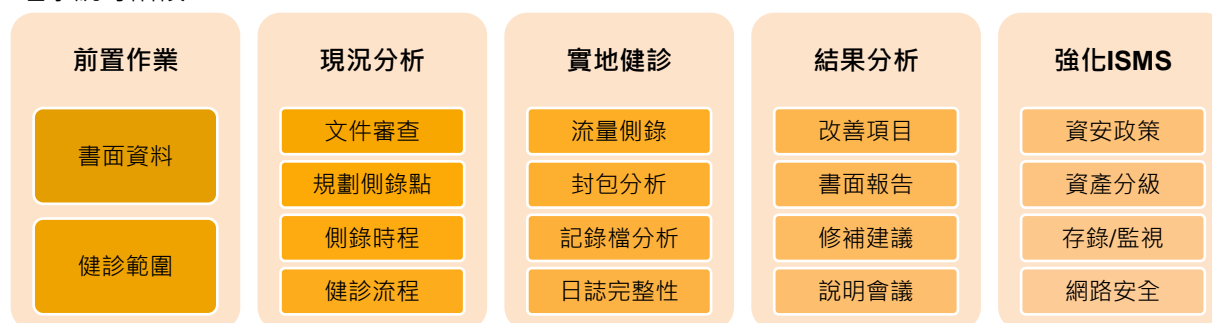 前置作業
書面資料
健診範圍
現況分析
文件審查
規劃側錄點
側錄時程
健診流程
實地健診
流量側錄
封包分析
記錄檔分析
日誌完整性
結果分析
改善項目
書面報告
修補建議
說明會議
強化ISMS
資安政策
資產分級
存錄/監視
網路安全